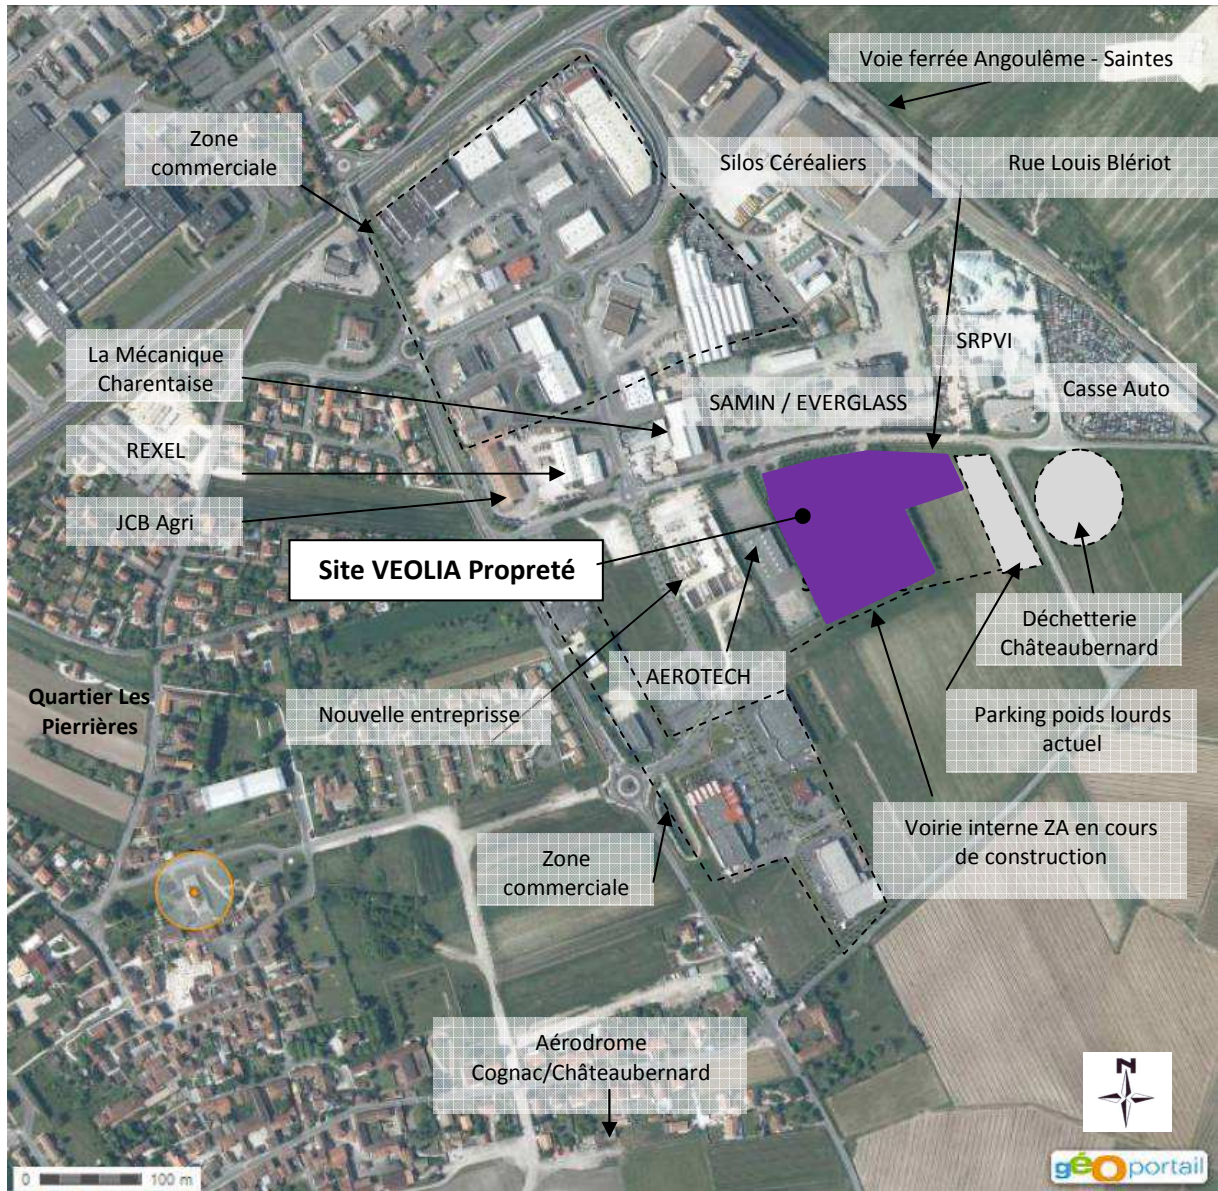 Voie ferrée Angoulême - Saintes
Zone
commerciale
Silos Céréaliers
Rue Louis Blériot
La Mécanique
Charentaise
SRPVI
Casse Auto
SAMIN / EVERGLASS
REXEL
JCB Agri
Site VEOLIA Propreté
Déchetterie
Châteaubernard
AEROTECH
Quartier Les
Pierrières
Nouvelle entreprisse
Parking poids lourds
actuel
Voirie interne ZA en cours
de construction
Zone
commerciale
Aérodrome
Cognac/Châteaubernard
N
0 100 m
géoportail